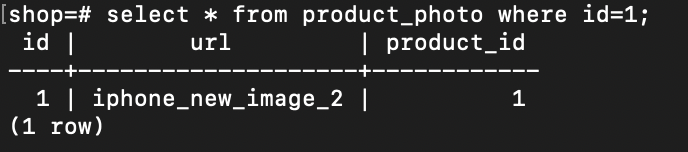 shop=# select * from product_photo where id=1;
 id |        url         | product_id
----+--------------------+------------
  1 | iphone_new_image_2 |          1
(1 row)